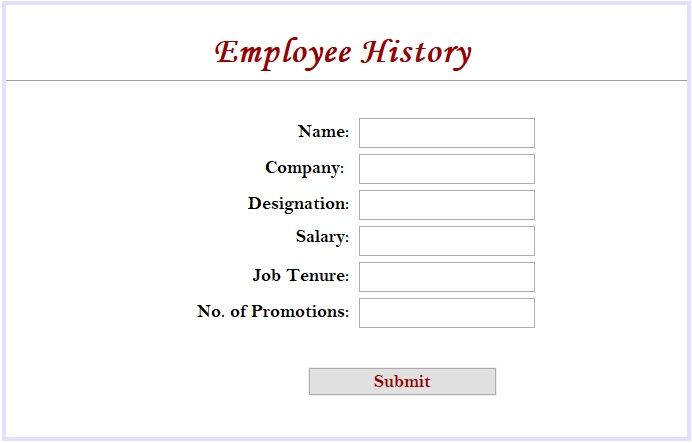 Employee History
Name:
Company:
Designation:
Salary:
Job Tenure:
No. of Promotions:
Submit